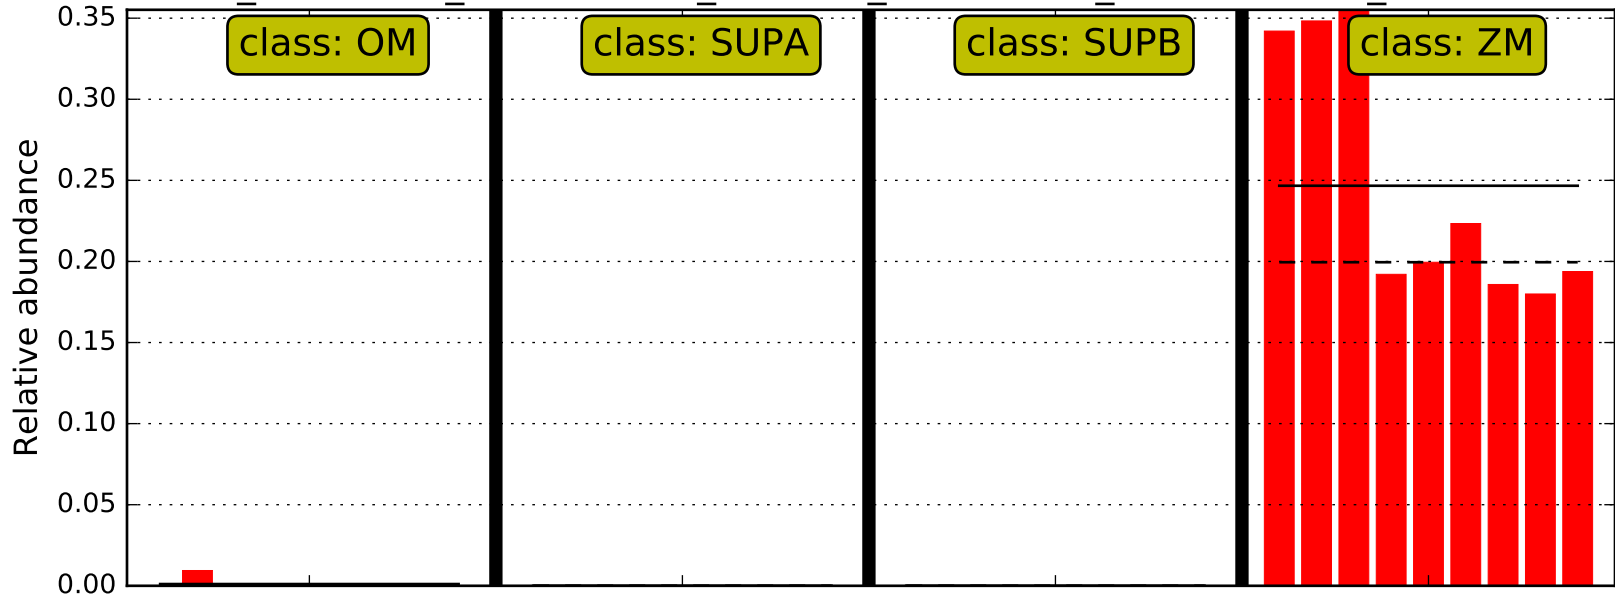 class: OM
class: SUPA
class: SUPB
class: ZM
Relative abundance
0.35
0.30
0.25
0.20
0.15
0.10
0.05
0.00